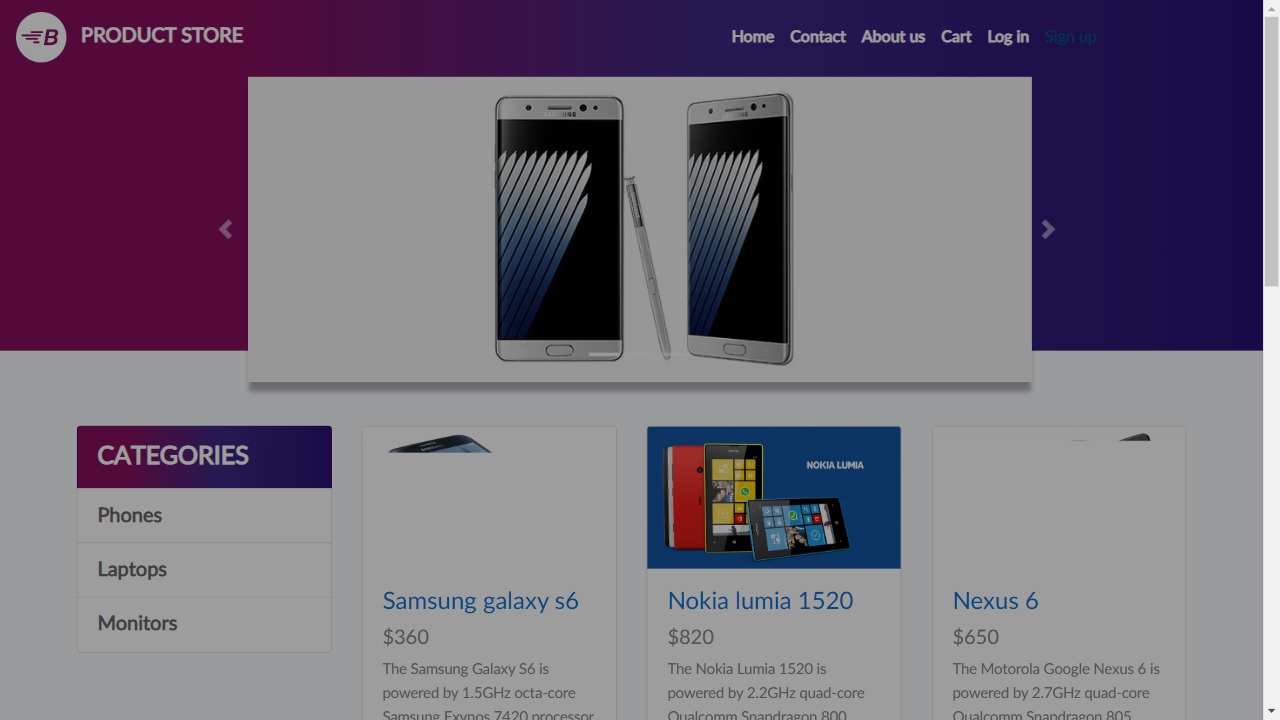 B PRODUCT STORE
Home Contact About us Cart Log in Sign up
SAMSUNG SAMSUNG
CATEGORIES
Phones
Laptops
Monitors
NOKIA LUMIA
Samsung galaxy s6
$360
The Samsung Galaxy S6 is
powered by 1.5GHz octa-core
Samsung Exynos 7420 processor
Nokia lumia 1520
$820
The Nokia Lumia 1520 is
powered by 2.2GHz quad-core
Qualcomm Snapdragon 800
Nexus 6
$650
The Motorola Google Nexus 6 is
powered by 2.7GHz quad-core
Qualcomm Snapdragon 805